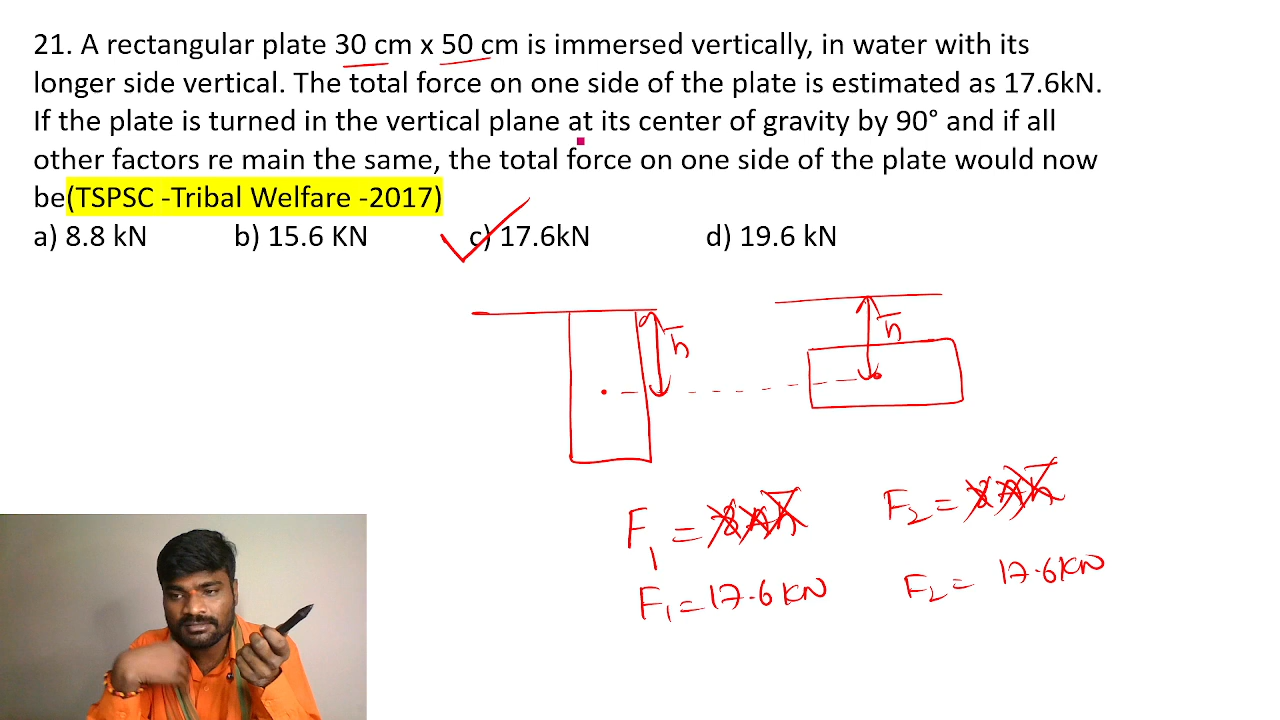 21. A rectangular plate 30 cm x 50 cm is immersed vertically, in water with its
longer side vertical. The total force on one side of the plate is estimated as 17.6kN.
If the plate is turned in the vertical plane at its center of gravity by 90° and if all
other factors re main the same, the total force on one side of the plate would now
be(TSPSC -Tribal Welfare -2017)
a) 8.8 kN b) 15.6 KN c) 17.6kN d) 19.6 kN
h̄ h̄
F₁ = F₂ =
F₁ = 17.6 KN F₂ = 17.6KN